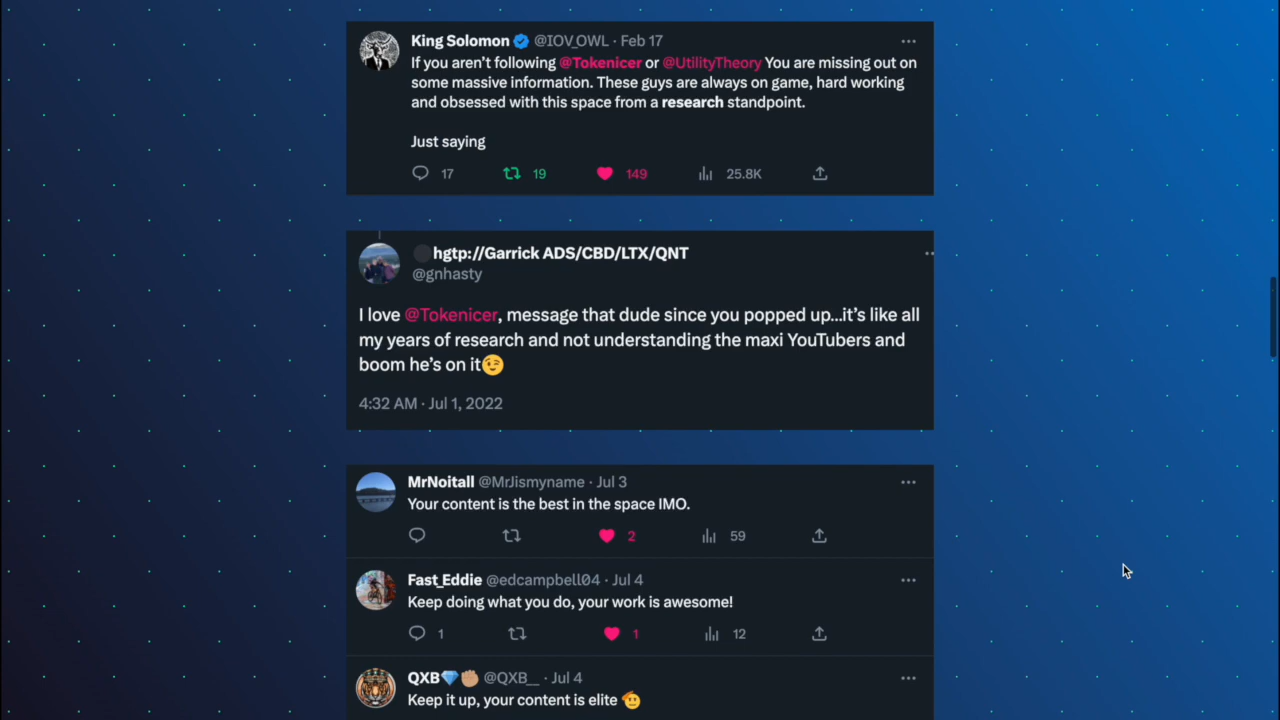 King Solomon @IOV_OWL · Feb 17
If you aren't following @Tokenicer or @UtilityTheory You are missing out on
some massive information. These guys are always on game, hard working
and obsessed with this space from a research standpoint.
Just saying
17 19 149 25.8K
hgtp://Garrick ADS/CBD/LTX/QNT
@gnhasty
I love @Tokenicer, message that dude since you popped up...it's like all
my years of research and not understanding the maxi YouTubers and
boom he's on it😉
4:32 AM · Jul 1, 2022
MrNoitall @MrJismyname · Jul 3
Your content is the best in the space IMO.
2 59
Fast_Eddie @edcampbell04 · Jul 4
Keep doing what you do, your work is awesome!
1 1 12
QXB💎✊🏽 @QXB__ · Jul 4
Keep it up, your content is elite 🫡